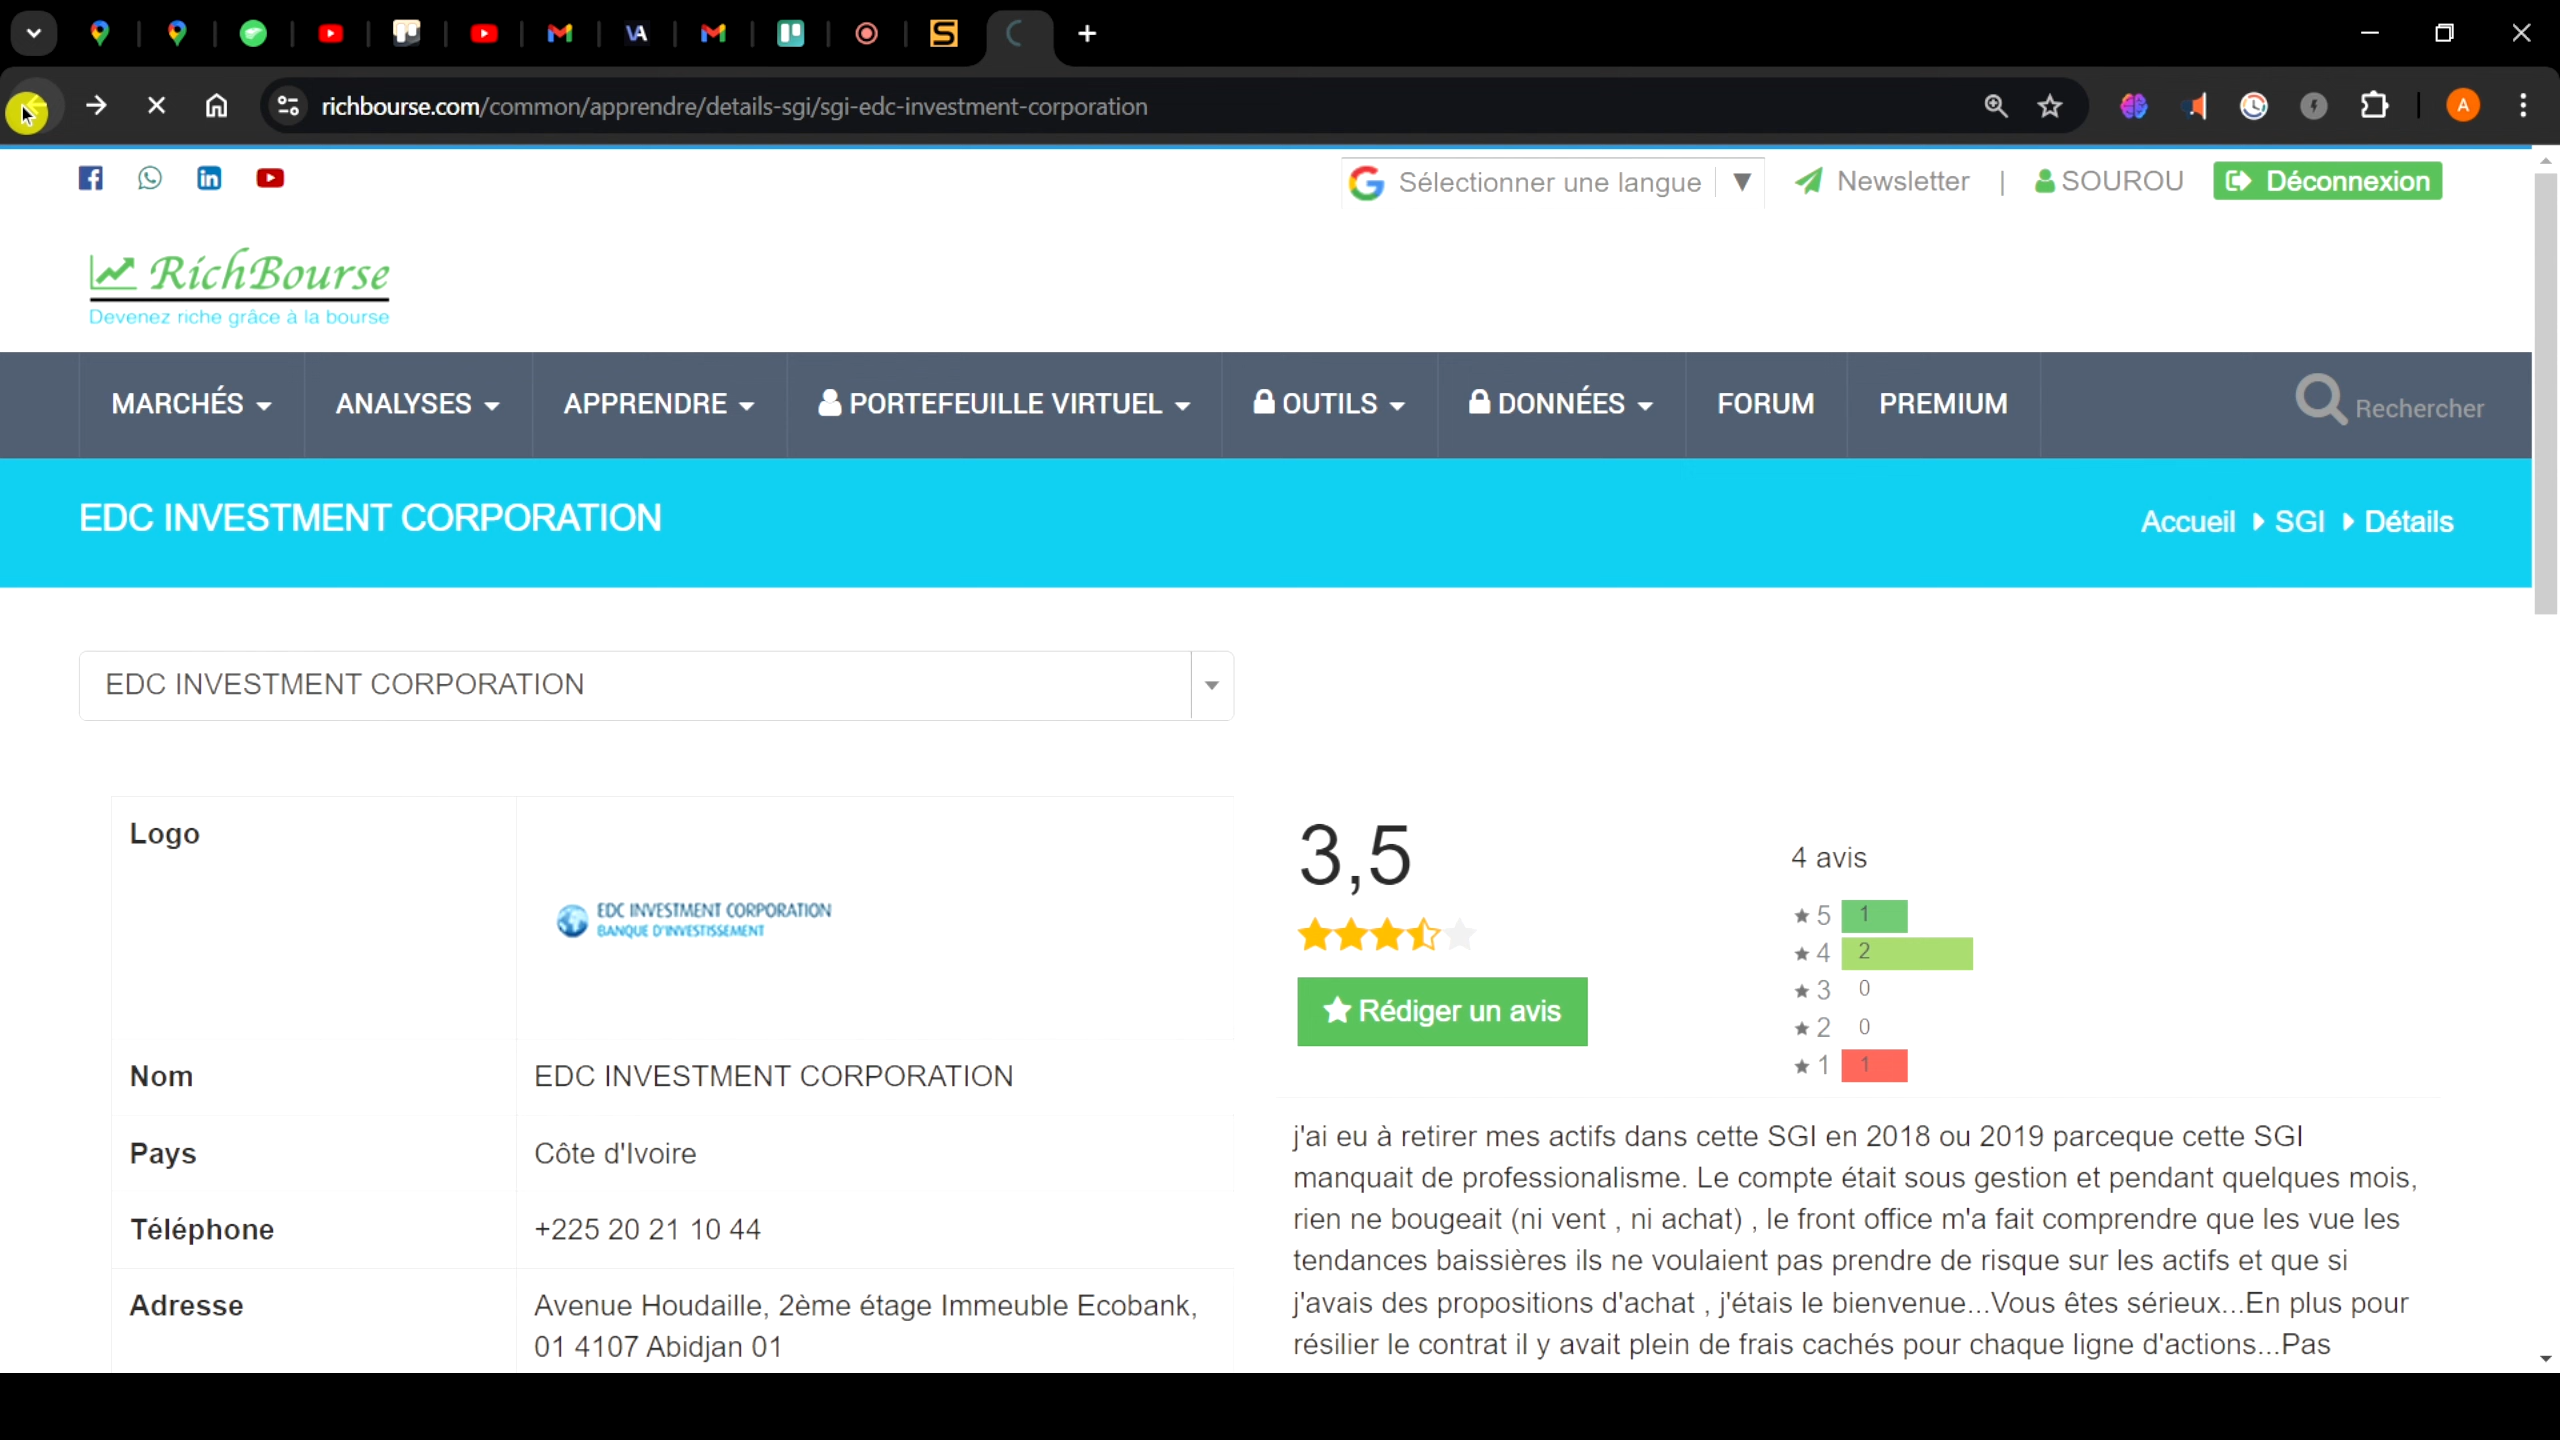 richbourse.com/common/apprendre/details-sgi/sgi-edc-investment-corporation
A
Sélectionner une langue ▼
Newsletter | SOUROU
Déconnexion
RichBourse
Devenez riche grâce à la bourse
MARCHÉS
ANALYSES
APPRENDRE
PORTEFEUILLE VIRTUEL
OUTILS
DONNÉES
FORUM
PREMIUM
Rechercher
EDC INVESTMENT CORPORATION
Accueil
SGI
Détails
EDC INVESTMENT CORPORATION
Logo
EDC INVESTMENT CORPORATION
BANQUE D'INVESTISSEMENT
Nom
EDC INVESTMENT CORPORATION
Pays
Côte d'Ivoire
Téléphone
+225 20 21 10 44
Adresse
Avenue Houdaille, 2ème étage Immeuble Ecobank,
01 4107 Abidjan 01
3,5
Rédiger un avis
4 avis
★ 5 1
★ 4 2
★ 3 0
★ 2 0
★ 1 1
j'ai eu à retirer mes actifs dans cette SGI en 2018 ou 2019 parceque cette SGI
manquait de professionalisme. Le compte était sous gestion et pendant quelques mois,
rien ne bougeait (ni vent , ni achat) , le front office m'a fait comprendre que les vue les
tendances baissières ils ne voulaient pas prendre de risque sur les actifs et que si
j'avais des propositions d'achat , j'étais le bienvenue...Vous êtes sérieux...En plus pour
résilier le contrat il y avait plein de frais cachés pour chaque ligne d'actions...Pas